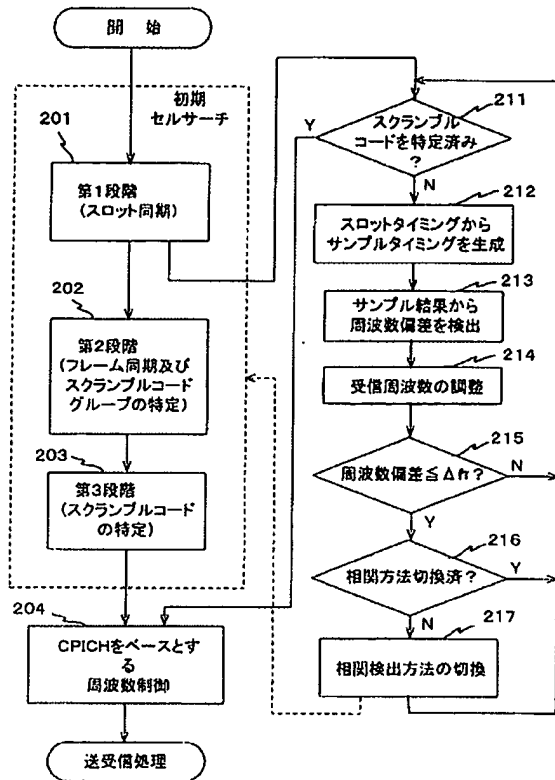 開 始
初期
セルサーチ
201
第1段階
(スロット同期)
202
第2段階
(フレーム同期及び
スクランブルコード
グループの特定)
203
第3段階
(スクランブルコード
の特定)
204
CPICHをベースとす
る
周波数制御
送受信処理
211
Y
スクランブル
コードを特定済み
?
N
212
スロットタイミングから
サンプルタイミングを生成
213
サンプル結果から
周波数偏差を検出
214
受信周波数の調整
215
周波数偏差≦Δf1?
N
Y
216
相関方法切換済?
Y
N
217
相関検出方法の切換